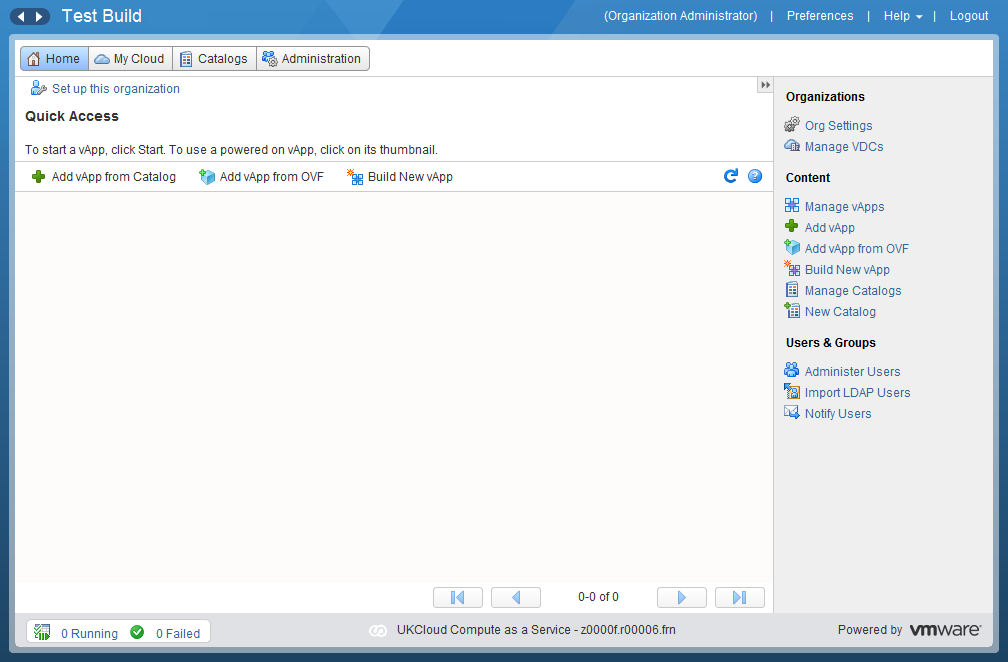 Test Build
(Organization Administrator) | Preferences | Help | Logout
Home My Cloud Catalogs Administration
Set up this organization
Quick Access
To start a vApp, click Start. To use a powered on vApp, click on its thumbnail.
Add vApp from Catalog Add vApp from OVF Build New vApp
0-0 of 0
Organizations
Org Settings
Manage VDCs
Content
Manage vApps
Add vApp
Add vApp from OVF
Build New vApp
Manage Catalogs
New Catalog
Users & Groups
Administer Users
Import LDAP Users
Notify Users
0 Running 0 Failed
UKCloud Compute as a Service - z0000f.r00006.frn
Powered by vmware